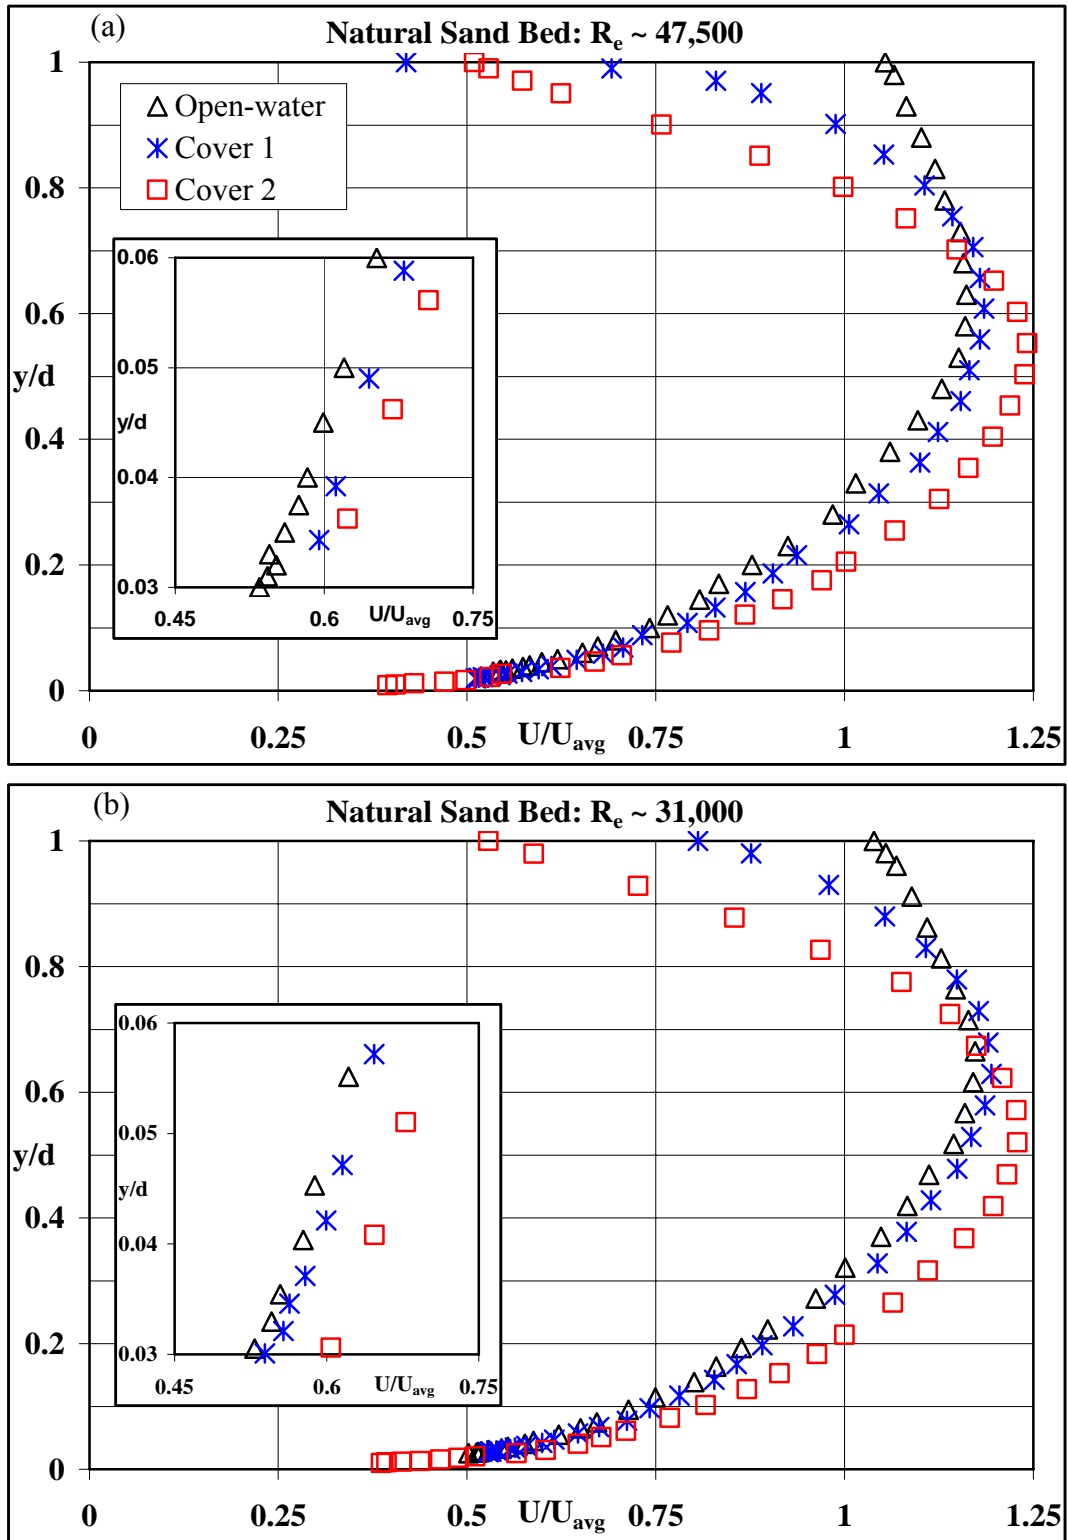 (a)
Natural Sand Bed: Re ~ 47,500
1
Open-water
Cover 1
Cover 2
0.8
0.06
0.6
0.05
y/d
y/d
0.4
0.04
0.2
0.03
0.45 0.6 U/Uavg 0.75
0
0 0.25 0.5 U/Uavg 0.75 1 1.25
(b)
Natural Sand Bed: Re ~ 31,000
1
0.8
0.06
0.6
0.05
y/d
y/d
0.4
0.04
0.2
0.03
0.45 0.6 U/Uavg 0.75
0
0 0.25 0.5 U/Uavg 0.75 1 1.25